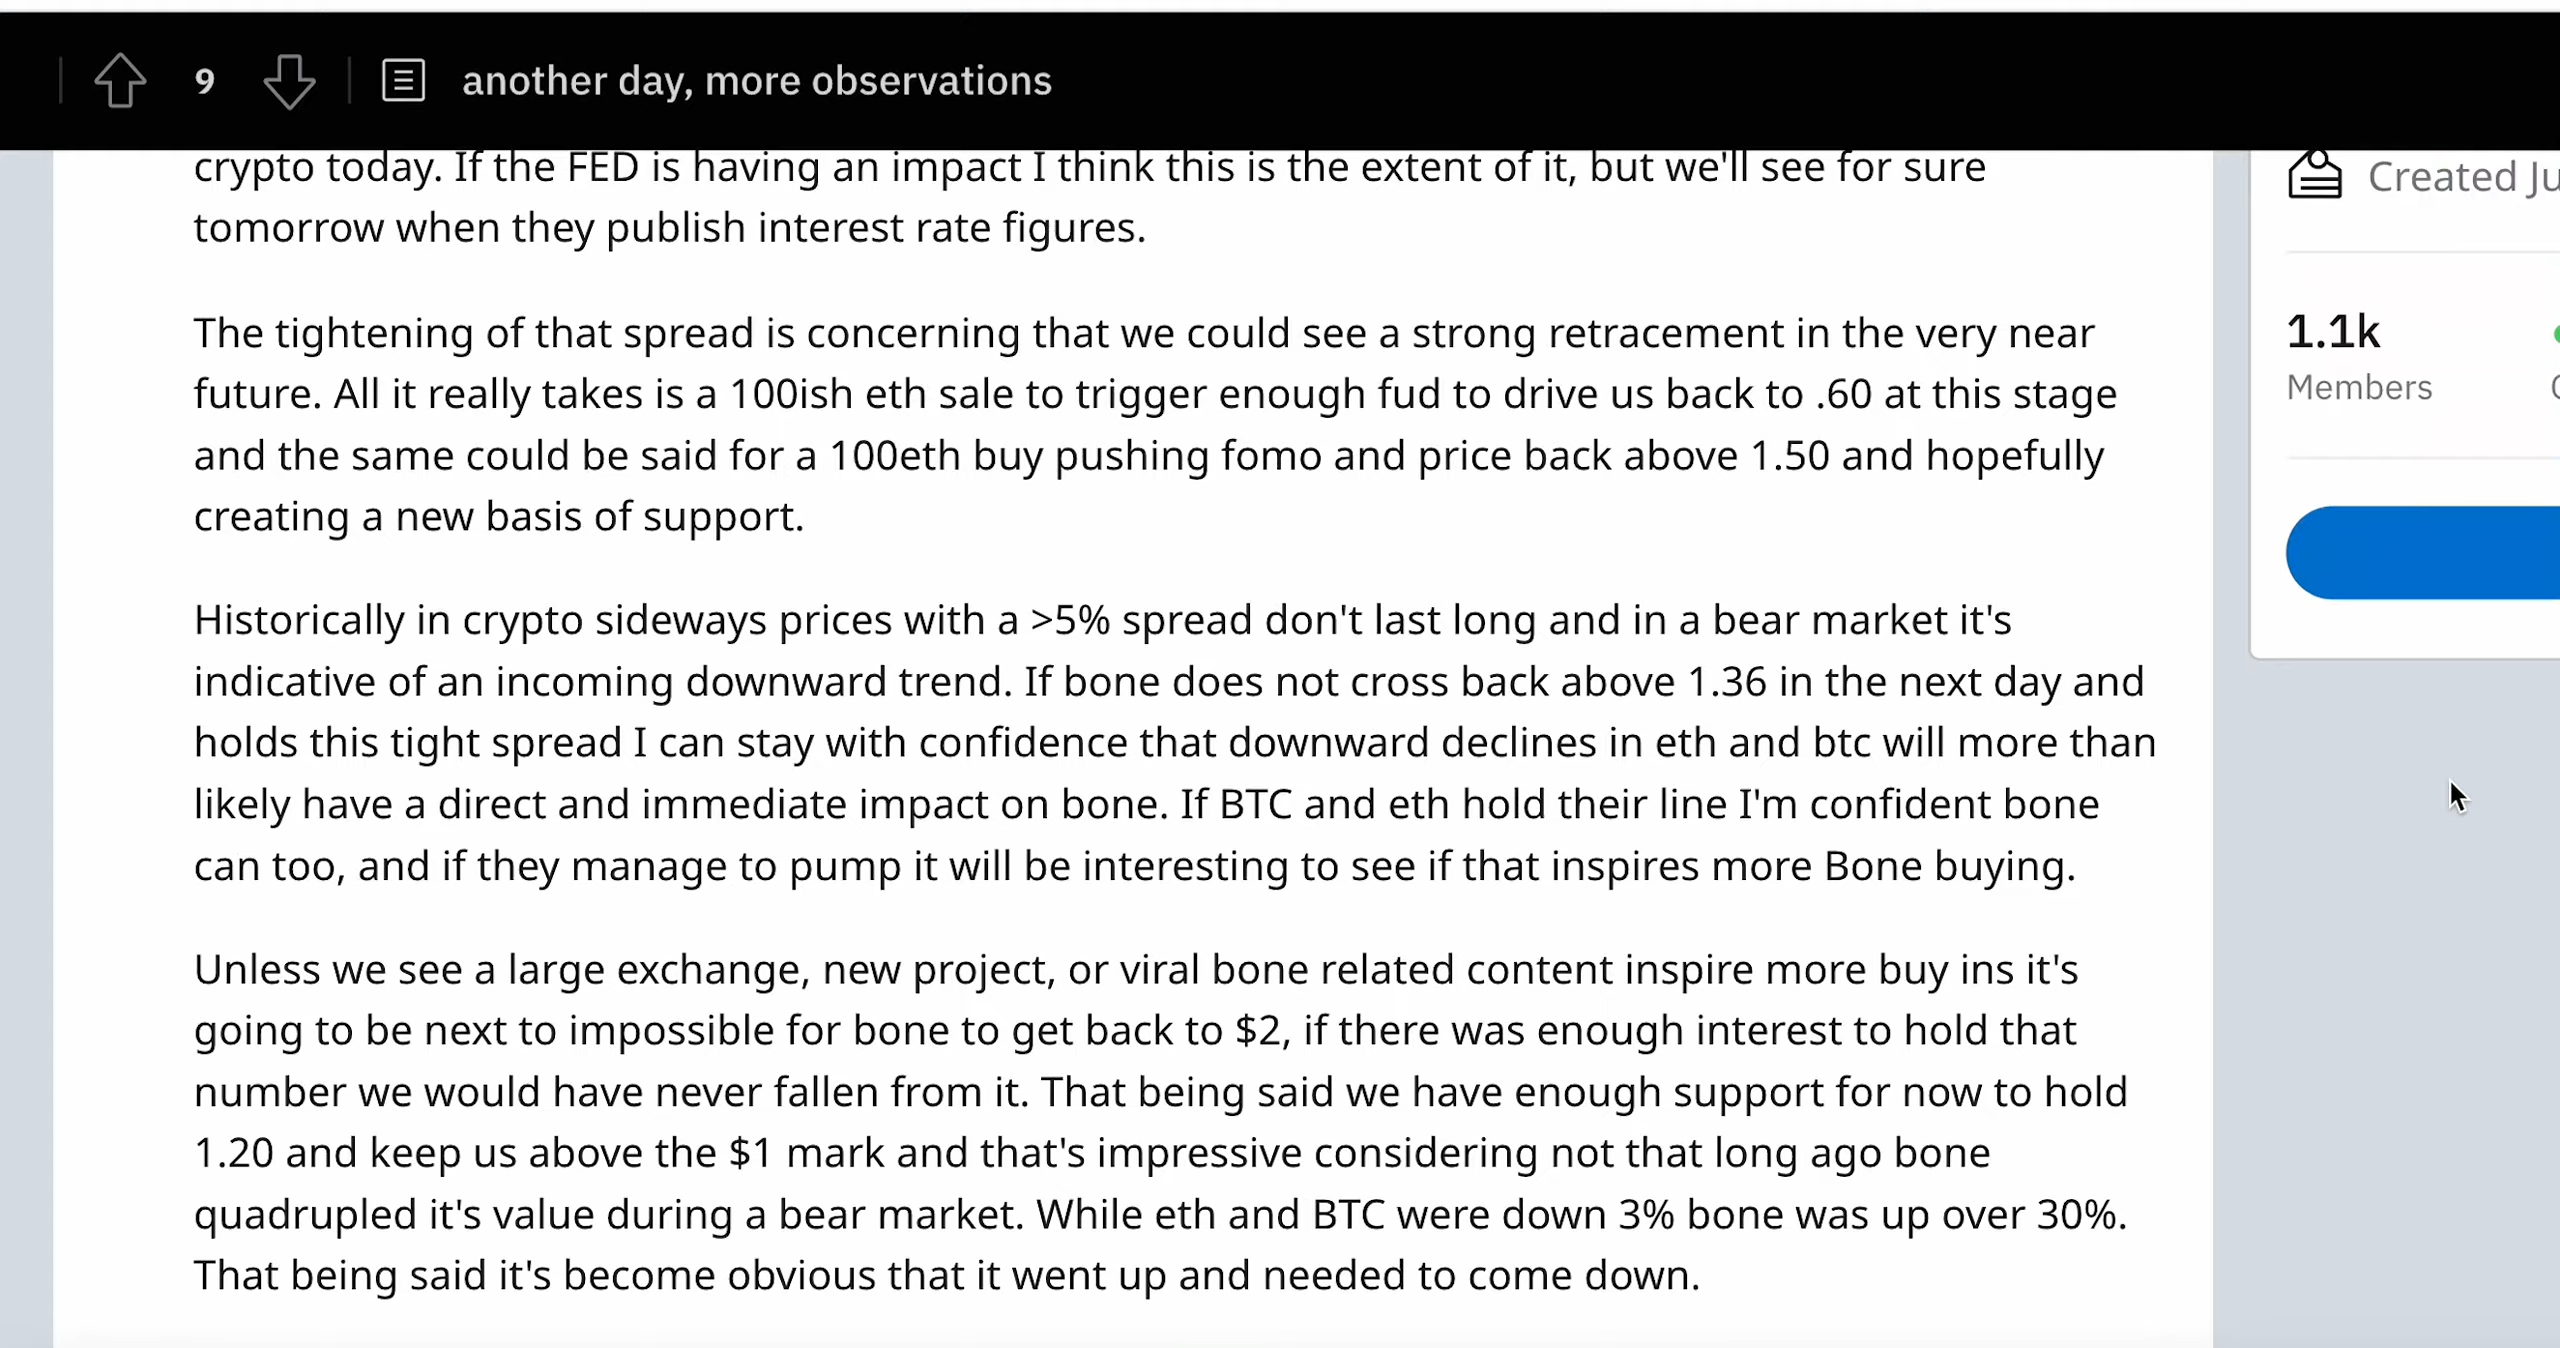 9 another day, more observations
crypto today. If the FED is having an impact I think this is the extent of it, but we'll see for sure
tomorrow when they publish interest rate figures.
The tightening of that spread is concerning that we could see a strong retracement in the very near
future. All it really takes is a 100ish eth sale to trigger enough fud to drive us back to .60 at this stage
and the same could be said for a 100eth buy pushing fomo and price back above 1.50 and hopefully
creating a new basis of support.
Historically in crypto sideways prices with a >5% spread don't last long and in a bear market it's
indicative of an incoming downward trend. If bone does not cross back above 1.36 in the next day and
holds this tight spread I can stay with confidence that downward declines in eth and btc will more than
likely have a direct and immediate impact on bone. If BTC and eth hold their line I'm confident bone
can too, and if they manage to pump it will be interesting to see if that inspires more Bone buying.
Unless we see a large exchange, new project, or viral bone related content inspire more buy ins it's
going to be next to impossible for bone to get back to $2, if there was enough interest to hold that
number we would have never fallen from it. That being said we have enough support for now to hold
1.20 and keep us above the $1 mark and that's impressive considering not that long ago bone
quadrupled it's value during a bear market. While eth and BTC were down 3% bone was up over 30%.
That being said it's become obvious that it went up and needed to come down.
Created Ju
1.1k
Members